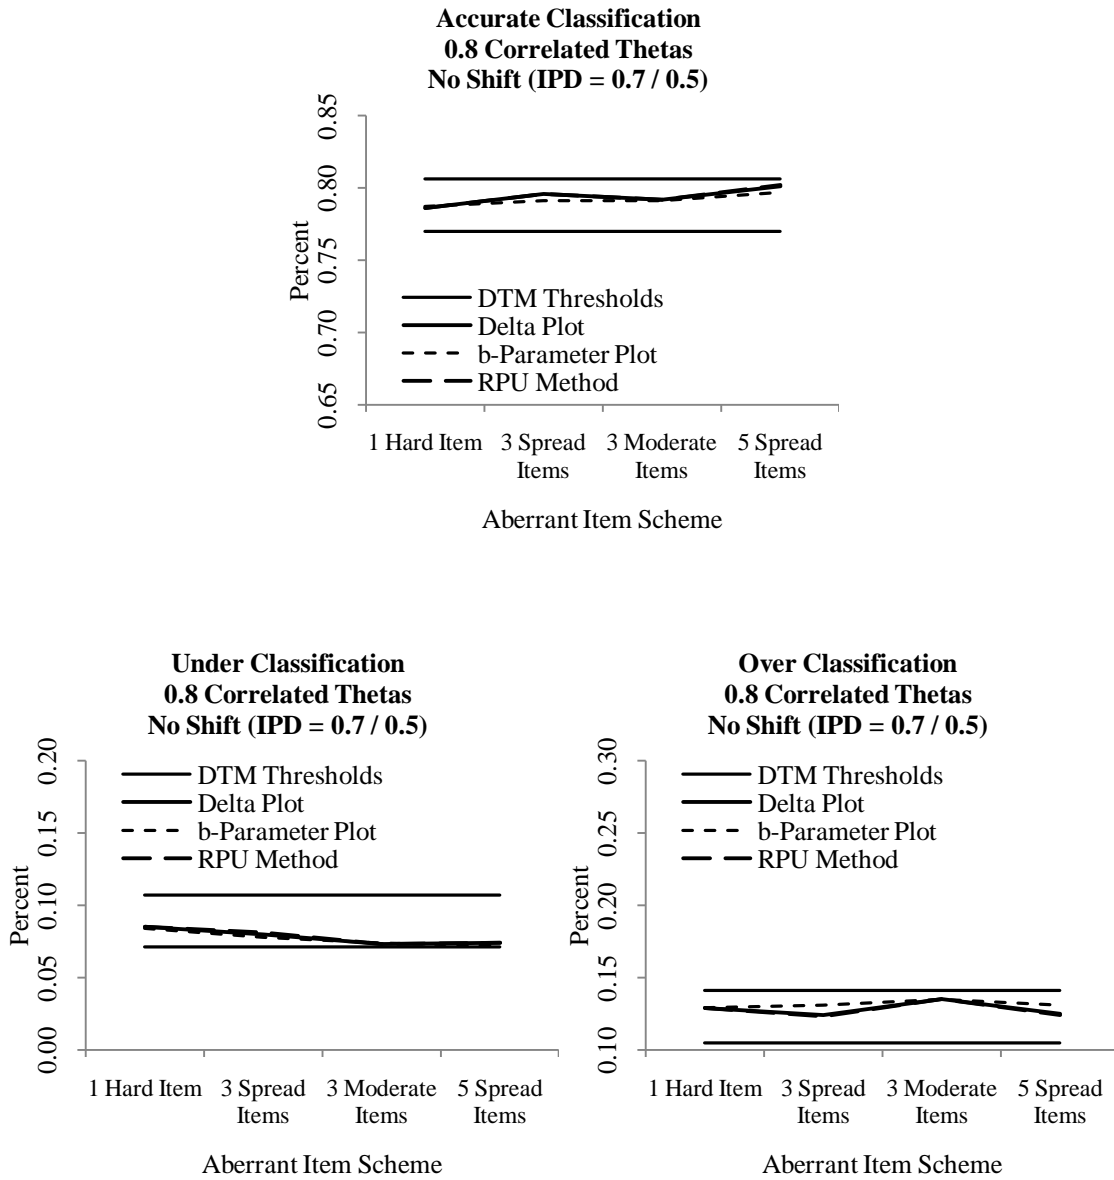 Accurate Classification
0.8 Correlated Thetas
No Shift (IPD = 0.7 / 0.5)
0.85
0.80
0.75
0.70
0.65
Percent
DTM Thresholds
Delta Plot
b-Parameter Plot
RPU Method
1 Hard Item 3 Spread 3 Moderate 5 Spread
Items Items Items
Aberrant Item Scheme
Under Classification
0.8 Correlated Thetas
No Shift (IPD = 0.7 / 0.5)
0.20
0.15
0.10
0.05
0.00
Percent
DTM Thresholds
Delta Plot
b-Parameter Plot
RPU Method
1 Hard Item 3 Spread 3 Moderate 5 Spread
Items Items Items
Aberrant Item Scheme
Over Classification
0.8 Correlated Thetas
No Shift (IPD = 0.7 / 0.5)
0.30
0.25
0.20
0.15
0.10
Percent
DTM Thresholds
Delta Plot
b-Parameter Plot
RPU Method
1 Hard Item 3 Spread 3 Moderate 5 Spread
Items Items Items
Aberrant Item Scheme